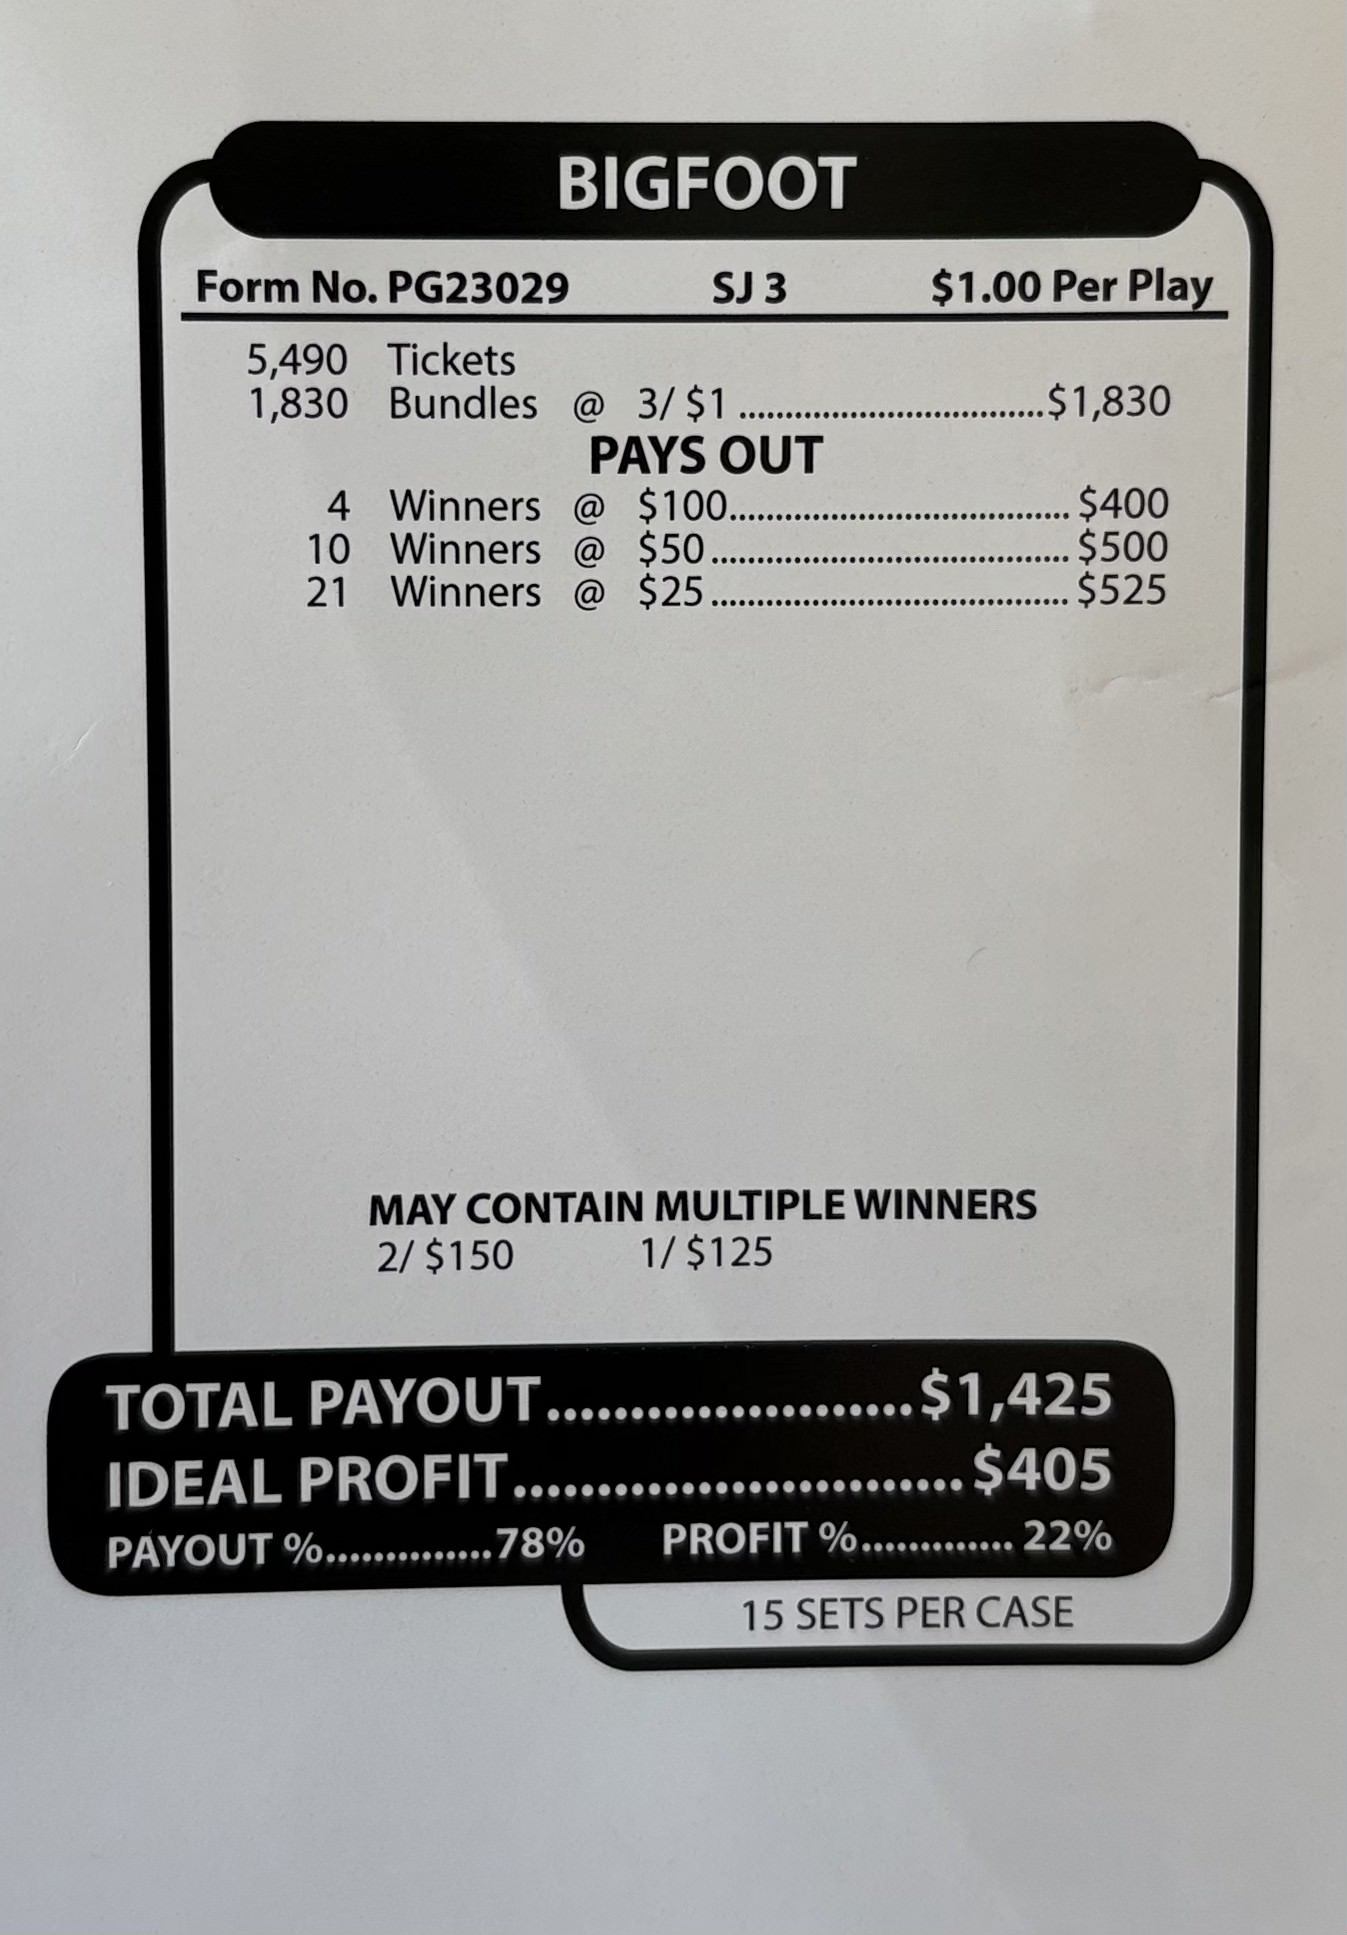 BIGFOOT
Form No. PG23029 SJ 3 $1.00 Per Play
5,490 Tickets
1,830 Bundles @ 3/ $1 ................................. $1,830
PAYS OUT
4 Winners @ $100..................................... $400
10 Winners @ $50....................................... $500
21 Winners @ $25....................................... $525
MAY CONTAIN MULTIPLE WINNERS
2/ $150 1/ $125
TOTAL PAYOUT........................$1,425
IDEAL PROFIT............................. $405
PAYOUT %...............78% PROFIT %............. 22%
15 SETS PER CASE